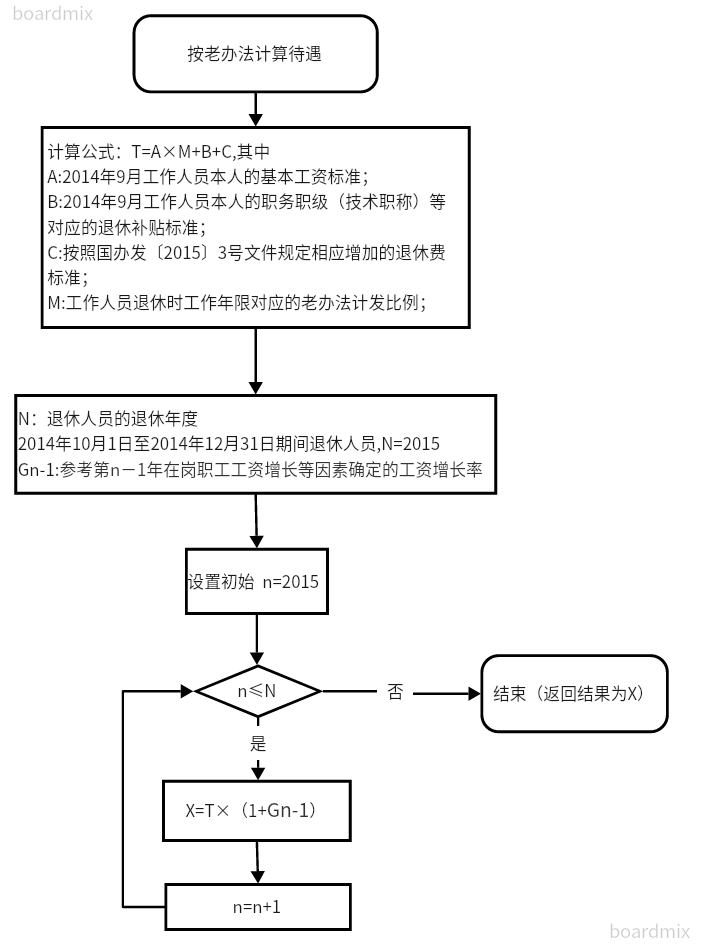 boardmix
按老办法计算待遇
计算公式：T=A×M+B+C,其中
A:2014年9月工作人员本人的基本工资标准；
B:2014年9月工作人员本人的职务职级（技术职称）等
对应的退休补贴标准；
C:按照国办发〔2015〕3号文件规定相应增加的退休费
标准；
M:工作人员退休时工作年限对应的老办法计发比例；
N：退休人员的退休年度
2014年10月1日至2014年12月31日期间退休人员,N=2015
Gn-1:参考第n－1年在岗职工工资增长等因素确定的工资增长率
设置初始 n=2015
n≤N
否
结束（返回结果为X）
是
X=T×（1+Gn-1）
n=n+1
boardmix